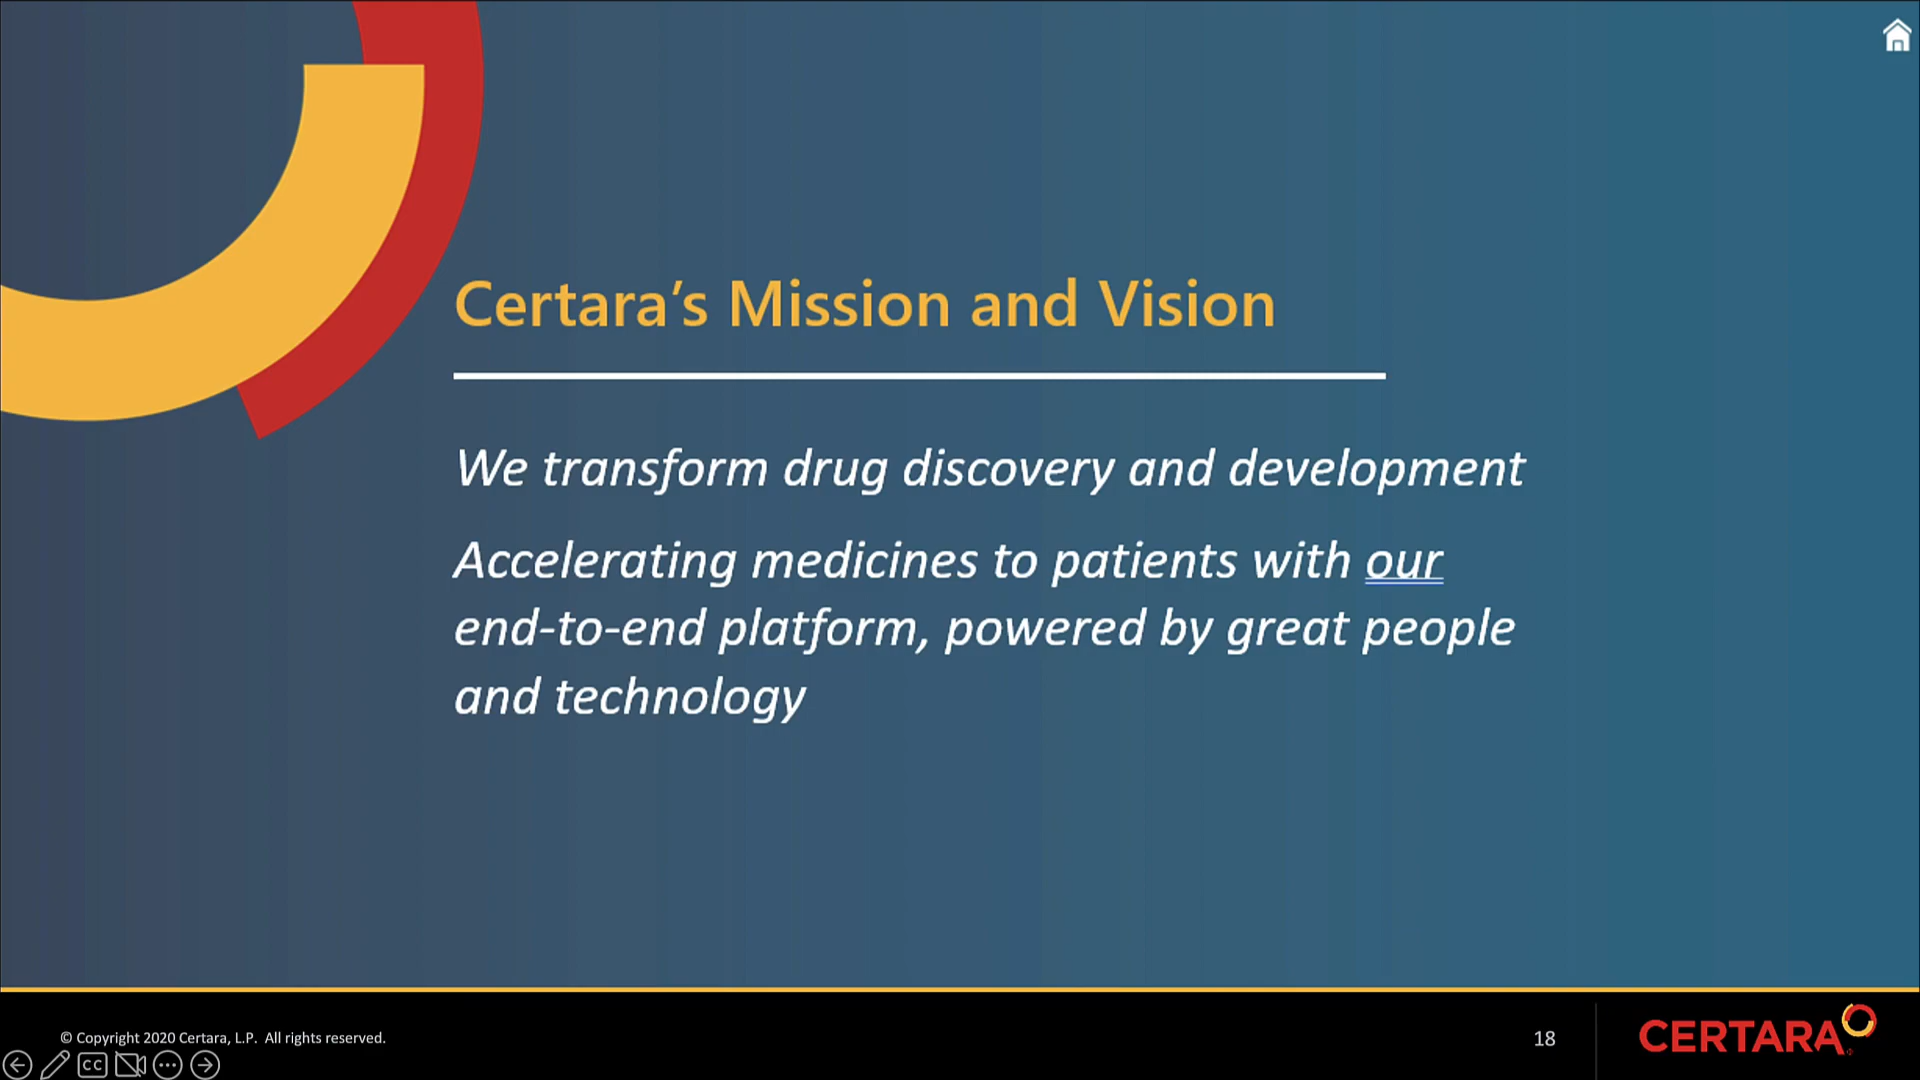 Certara’s Mission and Vision
We transform drug discovery and development
Accelerating medicines to patients with our
end-to-end platform, powered by great people
and technology
© Copyright 2020 Certara, L.P.  All rights reserved.
18
CERTARA
CC